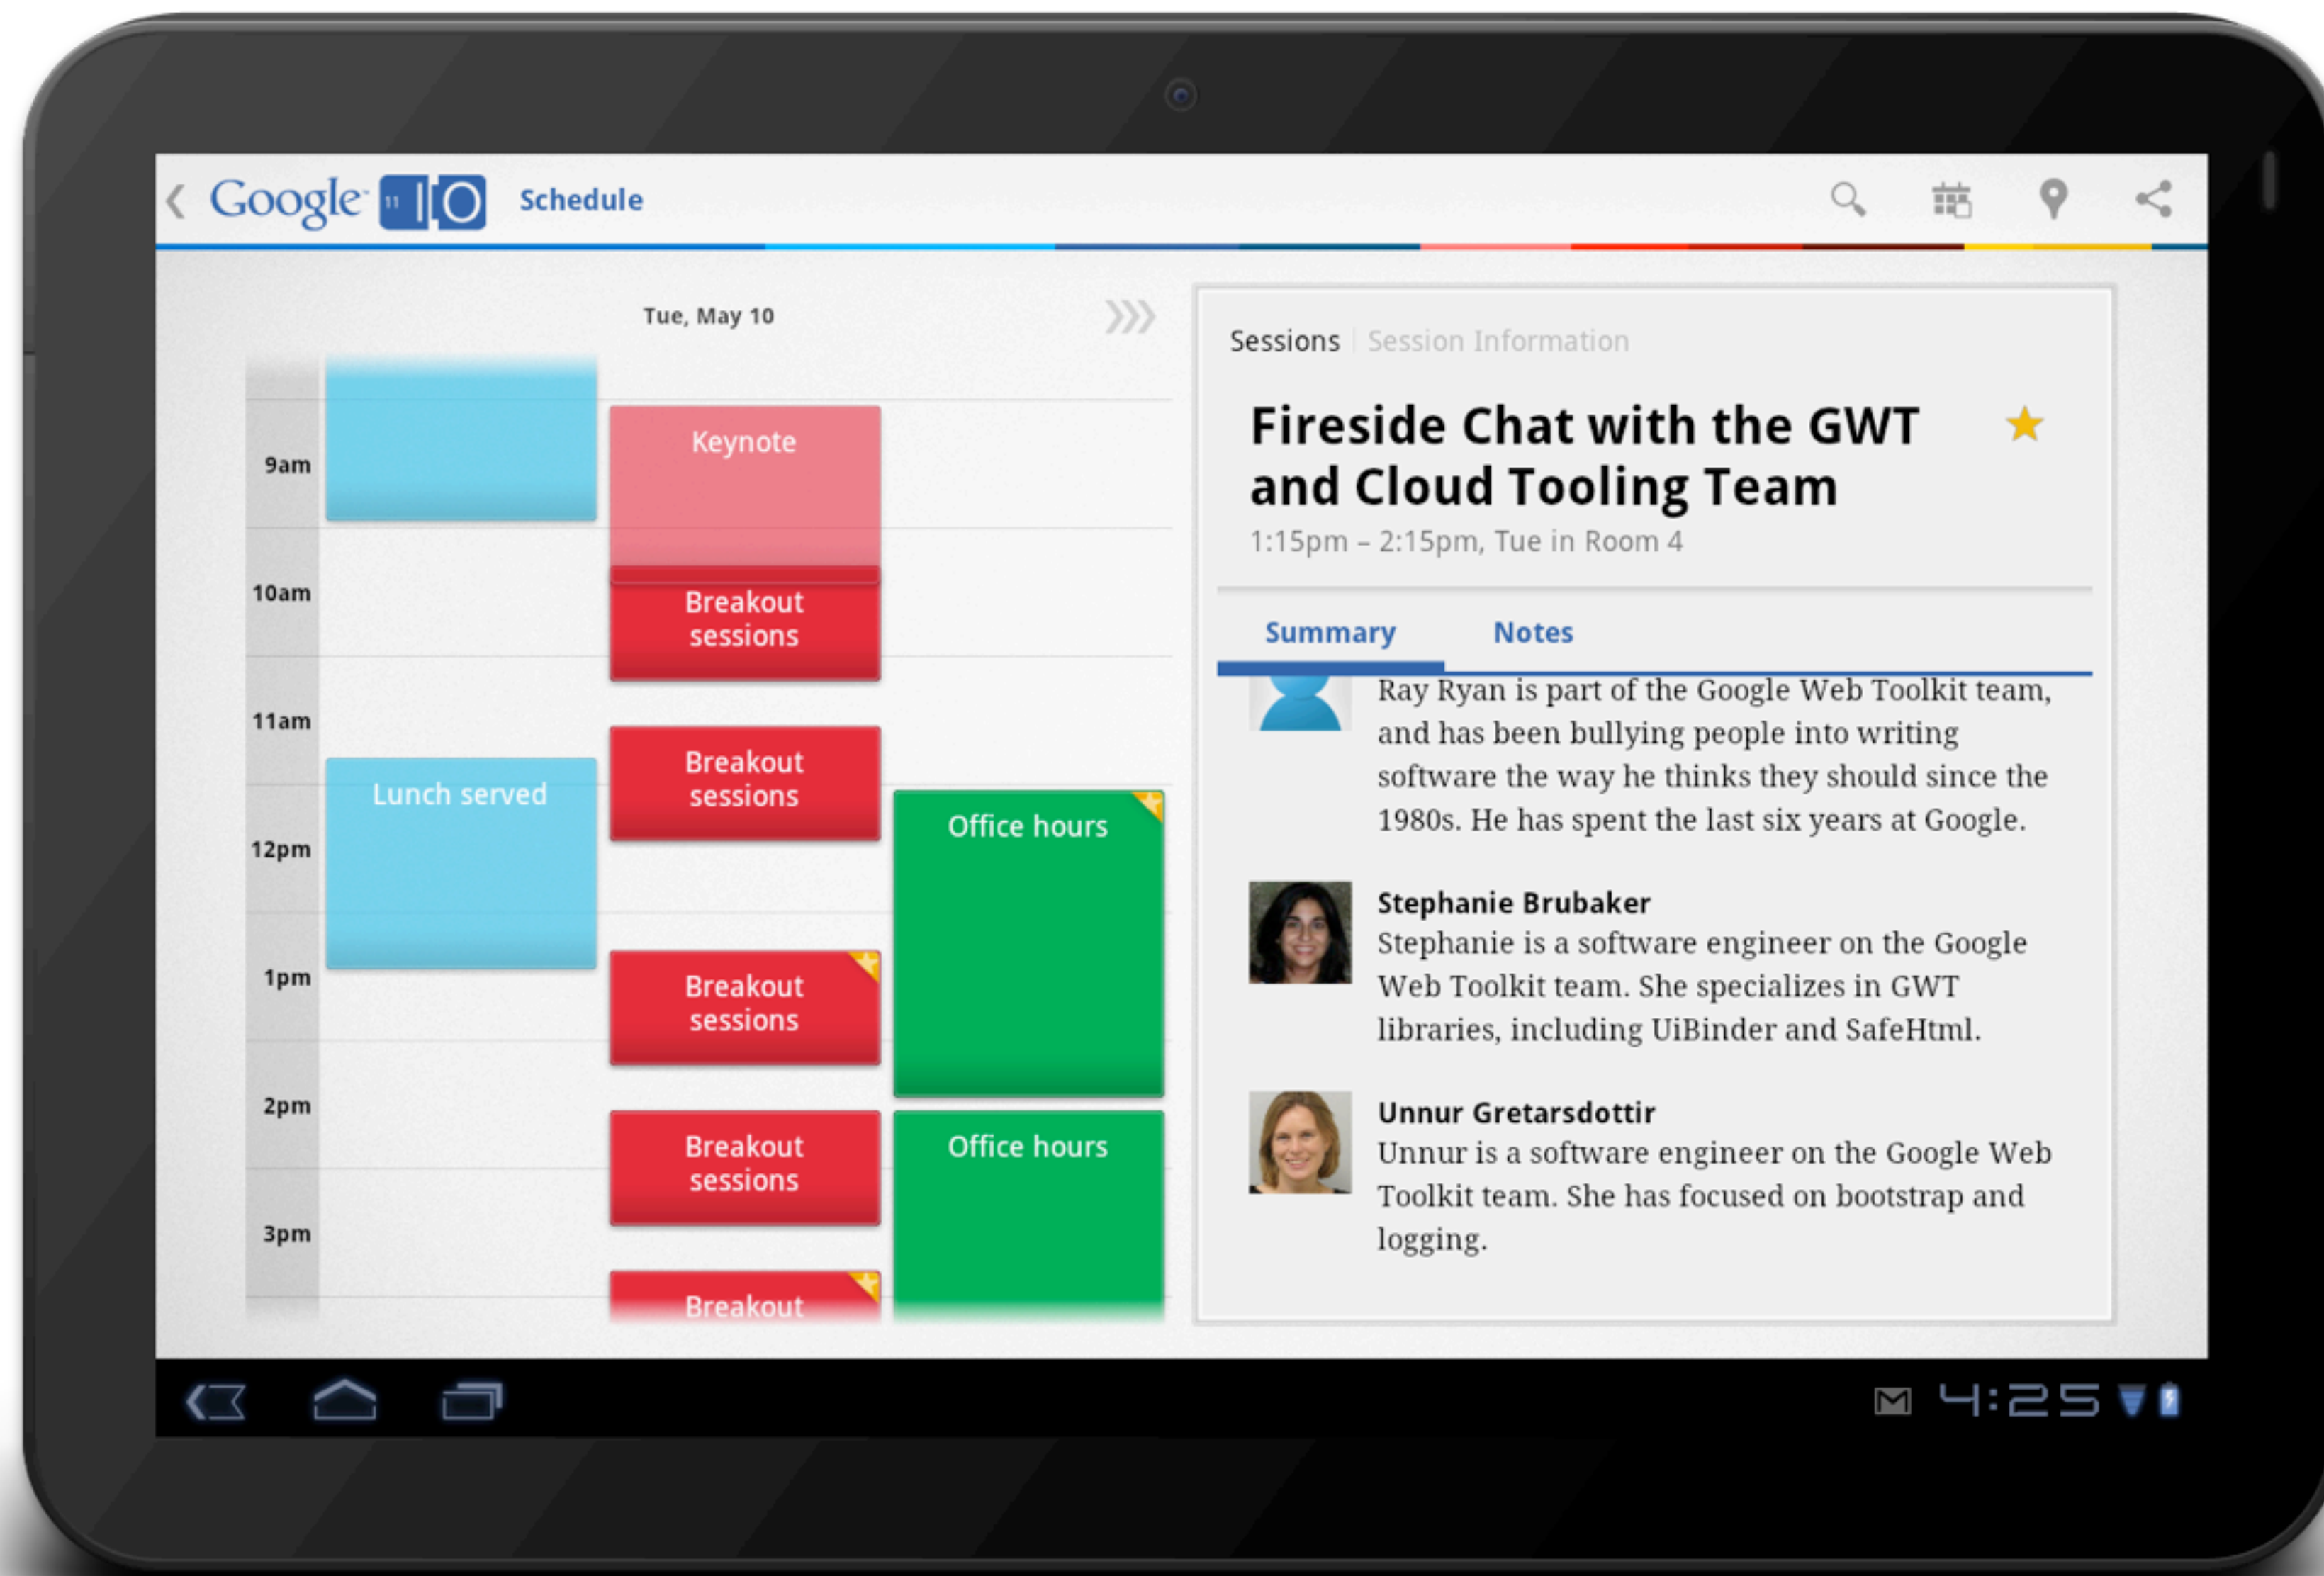 Google™ 11 IO Schedule
Tue, May 10
9am
10am
11am
12pm
1pm
2pm
3pm
Lunch served
Keynote
Breakout
sessions
Breakout
sessions
Breakout
sessions
Breakout
sessions
Breakout
Office hours
Office hours
Sessions Session Information
Fireside Chat with the GWT
and Cloud Tooling Team
1:15pm – 2:15pm, Tue in Room 4
Summary Notes
Ray Ryan is part of the Google Web Toolkit team,
and has been bullying people into writing
software the way he thinks they should since the
1980s. He has spent the last six years at Google.
Stephanie Brubaker
Stephanie is a software engineer on the Google
Web Toolkit team. She specializes in GWT
libraries, including UiBinder and SafeHtml.
Unnur Gretarsdottir
Unnur is a software engineer on the Google Web
Toolkit team. She has focused on bootstrap and
logging.
4:25